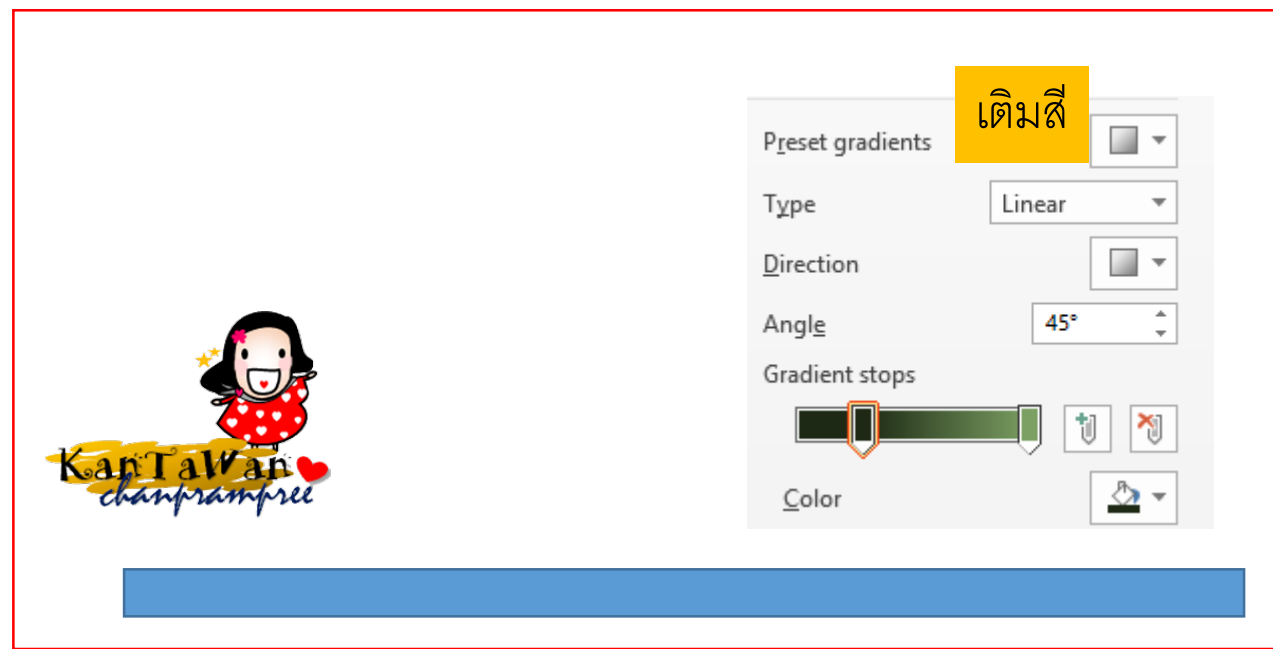 เติมสี
Preset gradients
Type Linear
Direction
Angle 45°
Gradient stops
Color
KanTaWan
chanprampree